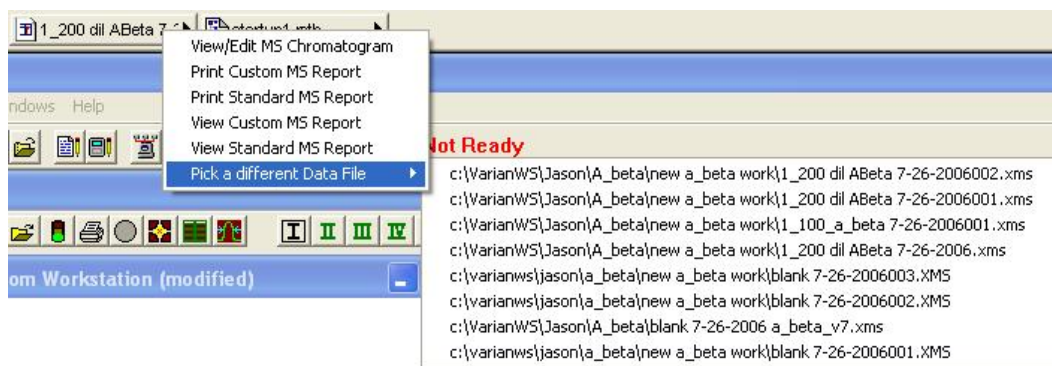 1_200 dil ABeta 7-
View/Edit MS Chromatogram
Print Custom MS Report
Print Standard MS Report
View Custom MS Report
View Standard MS Report
Pick a different Data File
ndows Help
Not Ready
c:\VarianWS\Jason\A_beta\new a_beta work\1_200 dil ABeta 7-26-2006002.xms
c:\VarianWS\Jason\A_beta\new a_beta work\1_200 dil ABeta 7-26-2006001.xms
c:\VarianWS\Jason\A_beta\new a_beta work\1_100_a_beta 7-26-2006001.xms
c:\VarianWS\Jason\A_beta\new a_beta work\1_200 dil ABeta 7-26-2006.xms
c:\varianws\jason\a_beta\new a_beta work\blank 7-26-2006003.XMS
c:\varianws\jason\a_beta\new a_beta work\blank 7-26-2006002.XMS
c:\VarianWS\Jason\A_beta\blank 7-26-2006 a_beta_v7.xms
c:\varianws\jason\a_beta\new a_beta work\blank 7-26-2006001.XMS
I II III IV
om Workstation (modified)